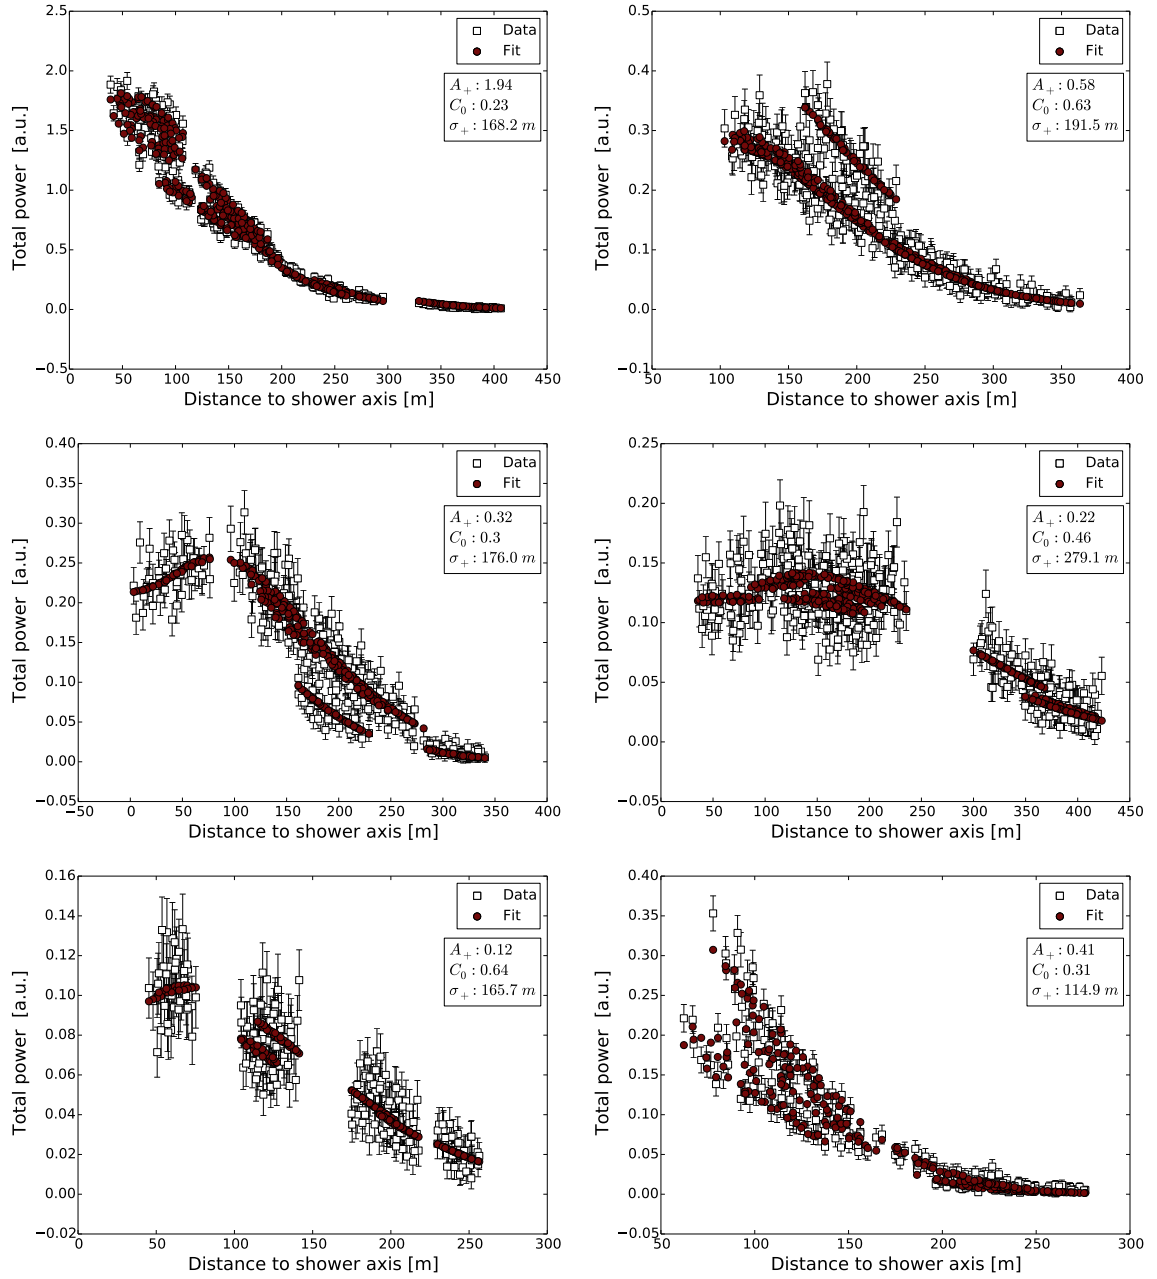 2.5
2.0
1.5
1.0
0.5
0.0
−0.5
0 50 100 150 200 250 300 350 400 450
Total power [a.u.]
Distance to shower axis [m]
Data
Fit
A+ : 1.94
C0 : 0.23
σ+ : 168.2 m
0.5
0.4
0.3
0.2
0.1
0.0
−0.1
50 100 150 200 250 300 350 400
Total power [a.u.]
Distance to shower axis [m]
Data
Fit
A+ : 0.58
C0 : 0.63
σ+ : 191.5 m
0.40
0.35
0.30
0.25
0.20
0.15
0.10
0.05
0.00
−0.05
−50 0 50 100 150 200 250 300 350 400
Total power [a.u.]
Distance to shower axis [m]
Data
Fit
A+ : 0.32
C0 : 0.3
σ+ : 176.0 m
0.25
0.20
0.15
0.10
0.05
0.00
−0.05
0 50 100 150 200 250 300 350 400 450
Total power [a.u.]
Distance to shower axis [m]
Data
Fit
A+ : 0.22
C0 : 0.46
σ+ : 279.1 m
0.16
0.14
0.12
0.10
0.08
0.06
0.04
0.02
0.00
−0.02
0 50 100 150 200 250 300
Total power [a.u.]
Distance to shower axis [m]
Data
Fit
A+ : 0.12
C0 : 0.64
σ+ : 165.7 m
0.40
0.35
0.30
0.25
0.20
0.15
0.10
0.05
0.00
−0.05
50 100 150 200 250 300
Total power [a.u.]
Distance to shower axis [m]
Data
Fit
A+ : 0.41
C0 : 0.31
σ+ : 114.9 m